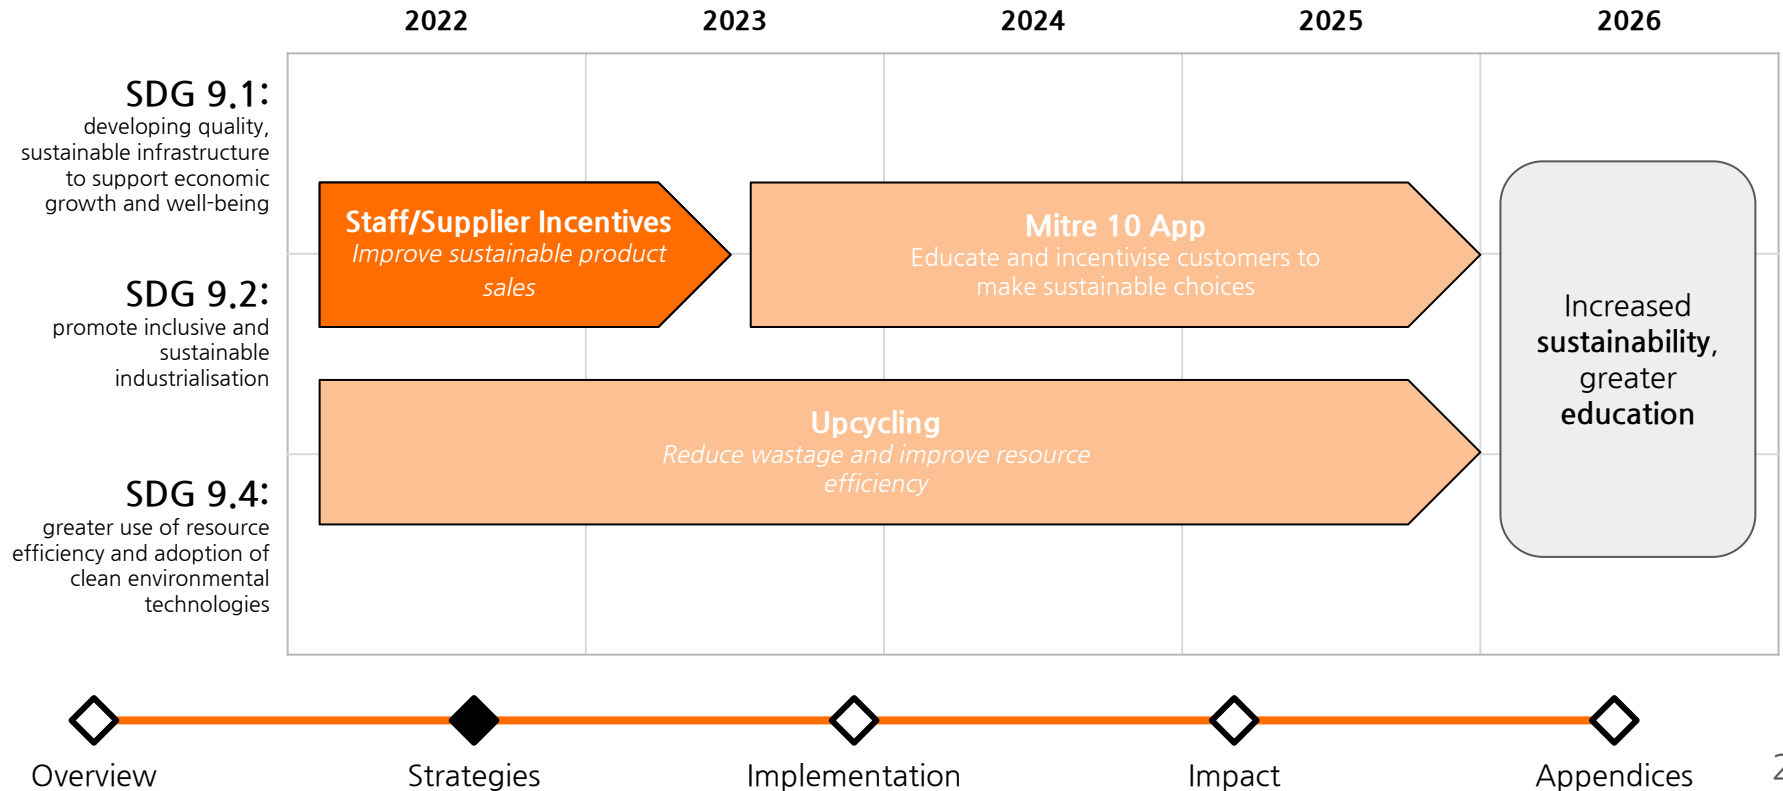 2022 2023 2024 2025 2026
SDG 9.1:
developing quality,
sustainable infrastructure
to support economic
growth and well-being
SDG 9.2:
promote inclusive and
sustainable
industrialisation
SDG 9.4:
greater use of resource
efficiency and adoption of
clean environmental
technologies
Staff/Supplier Incentives
Improve sustainable product
sales
Mitre 10 App
Educate and incentivise customers to
make sustainable choices
Upcycling
Reduce wastage and improve resource
efficiency
Increased
sustainability,
greater
education
Overview Strategies Implementation Impact Appendices